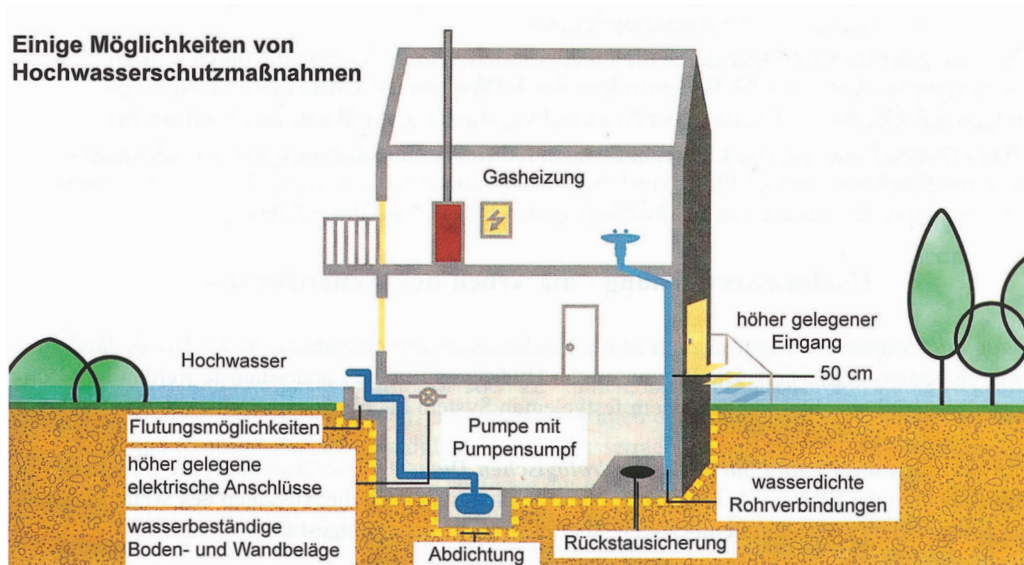 Einige Möglichkeiten von
Hochwasserschutzmaßnahmen
Gasheizung
höher gelegener
Eingang
50 cm
Hochwasser
Flutungsmöglichkeiten
Pumpe mit
Pumpensumpf
höher gelegene
elektrische Anschlüsse
wasserbeständige
Boden- und Wandbeläge
Abdichtung
Rückstausicherung
wasserdichte
Rohrverbindungen